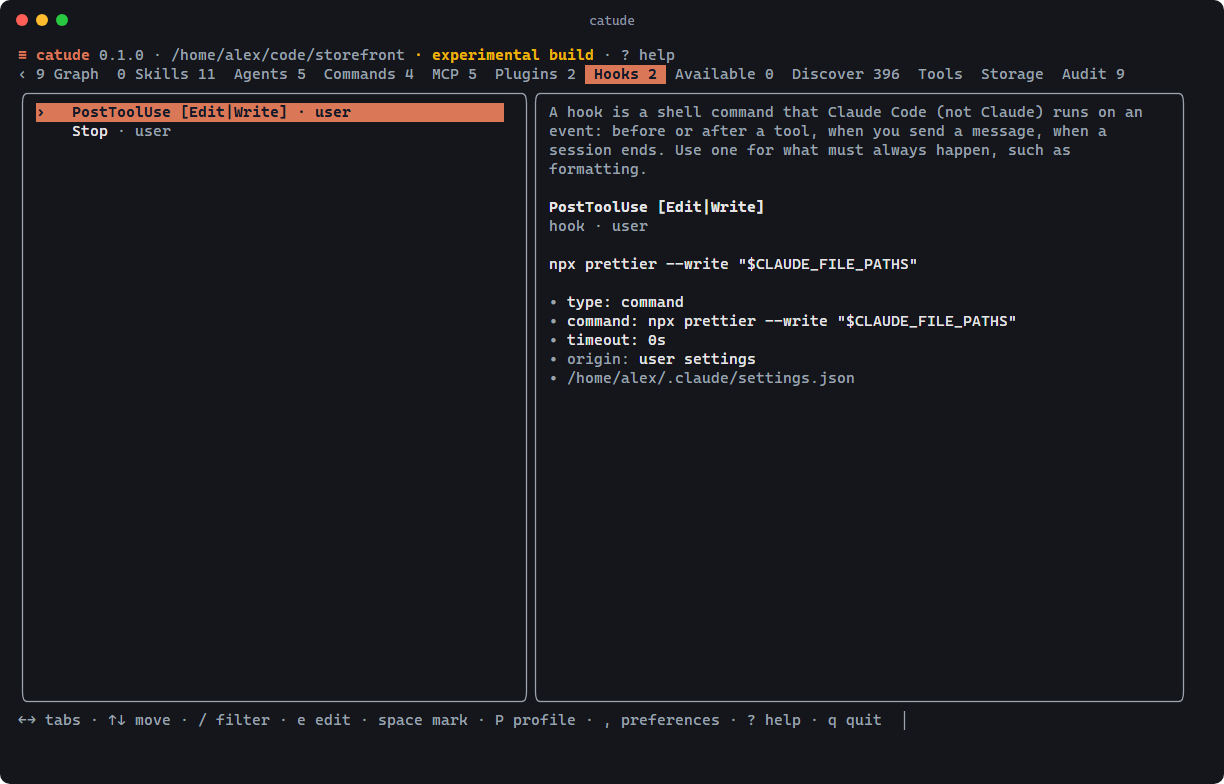 catude
≡ catude 0.1.0 · /home/alex/code/storefront · experimental build · ? help
‹ 9 Graph 0 Skills 11 Agents 5 Commands 4 MCP 5 Plugins 2 Hooks 2 Available 0 Discover 396 Tools Storage Audit 9
› PostToolUse [Edit|Write] · user
Stop · user
A hook is a shell command that Claude Code (not Claude) runs on an
event: before or after a tool, when you send a message, when a
session ends. Use one for what must always happen, such as
formatting.
PostToolUse [Edit|Write]
hook · user
npx prettier --write "$CLAUDE_FILE_PATHS"
• type: command
• command: npx prettier --write "$CLAUDE_FILE_PATHS"
• timeout: 0s
• origin: user settings
• /home/alex/.claude/settings.json
←→ tabs · ↑↓ move · / filter · e edit · space mark · P profile · , preferences · ? help · q quit